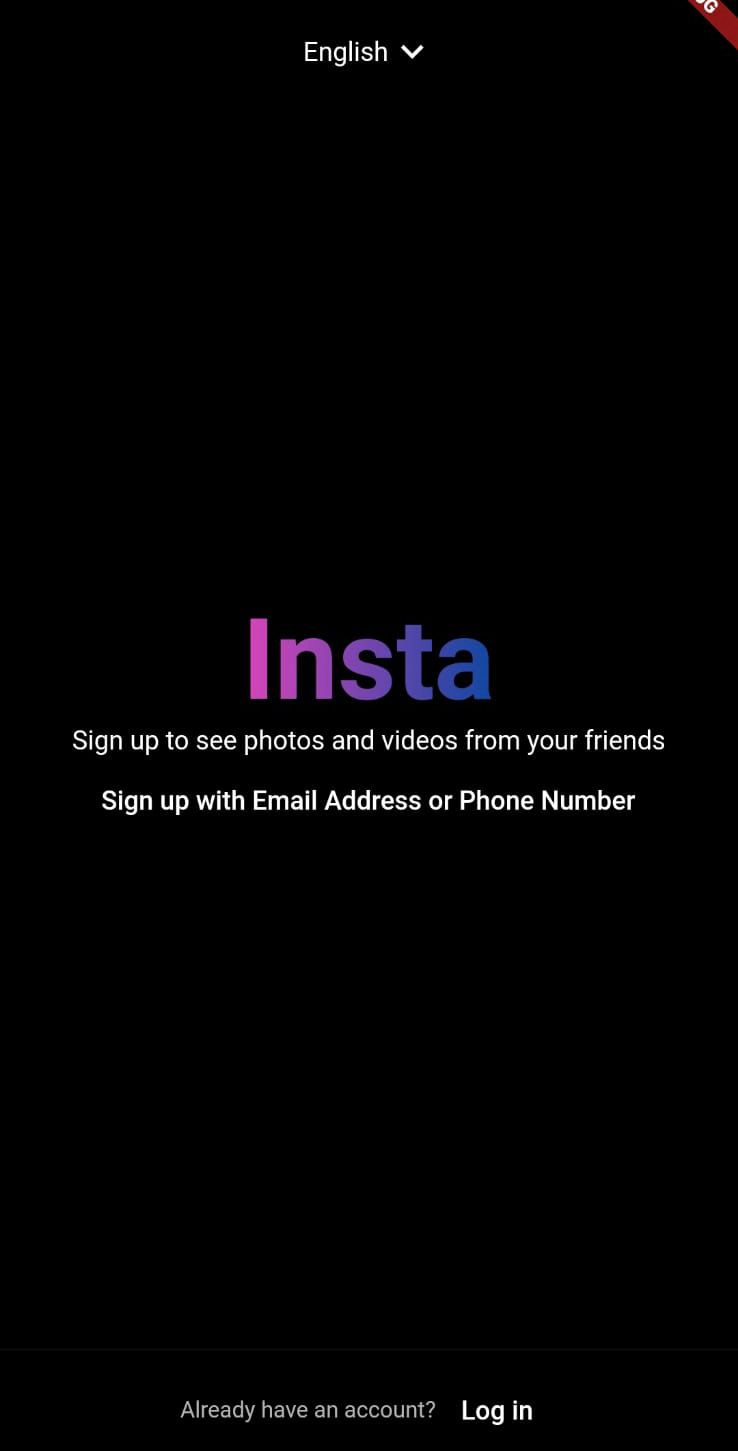 English
Insta
Sign up to see photos and videos from your friends
Sign up with Email Address or Phone Number
Already have an account? Log in